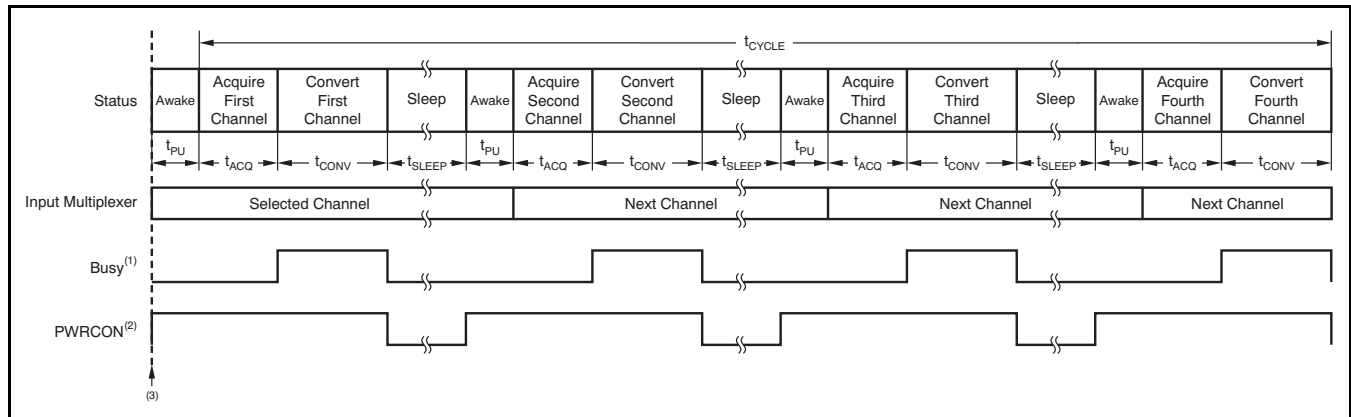 tCYCLE
Status
Awake
Acquire
First
Channel
Convert
First
Channel
Sleep
Awake
Acquire
Second
Channel
Convert
Second
Channel
Sleep
Awake
Acquire
Third
Channel
Convert
Third
Channel
Sleep
Awake
Acquire
Fourth
Channel
Convert
Fourth
Channel
tPU tACQ tCONV tSLEEP tPU tACQ tCONV tSLEEP tPU tACQ tCONV tSLEEP tPU tACQ tCONV
Input Multiplexer Selected Channel Next Channel Next Channel Next Channel
Busy(1)
PWRCON(2)
(3)